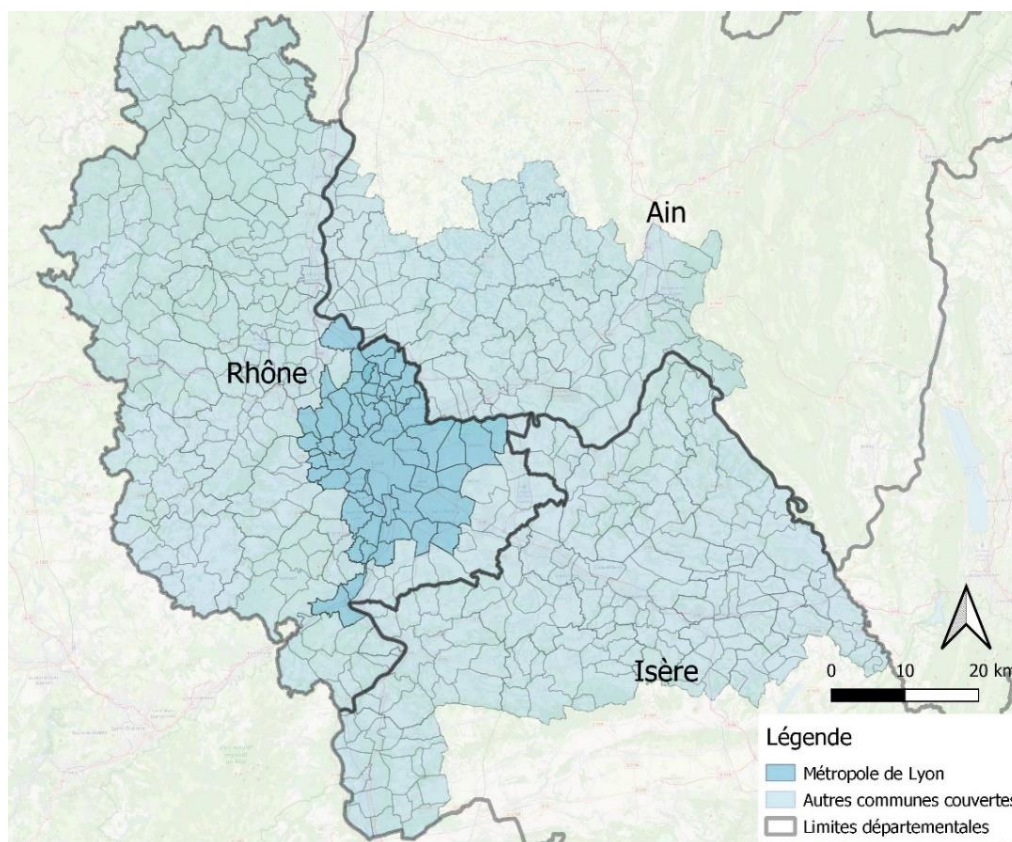 Ain
Rhône
Isère
0 10 20 km
Légende
Métropole de Lyon
Autres communes couvertes
Limites départementales